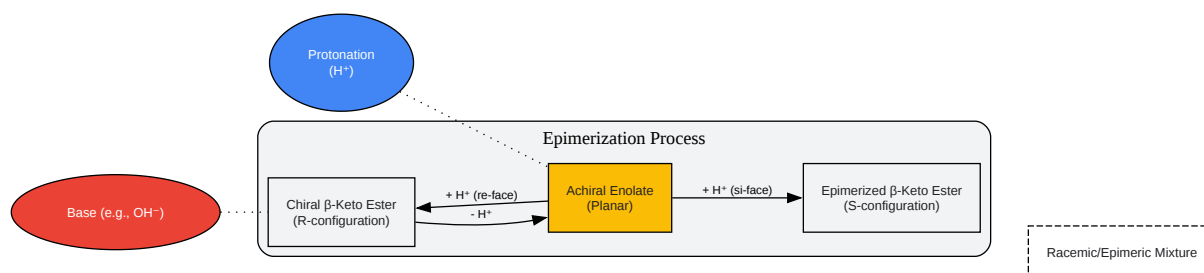 Protonation
(H⁺)
Epimerization Process
Base (e.g., OH⁻)
Chiral β-Keto Ester
(R-configuration)
+ H⁺ (re-face)
- H⁺
Achiral Enolate
(Planar)
+ H⁺ (si-face)
Epimerized β-Keto Ester
(S-configuration)
Racemic/Epimeric Mixture